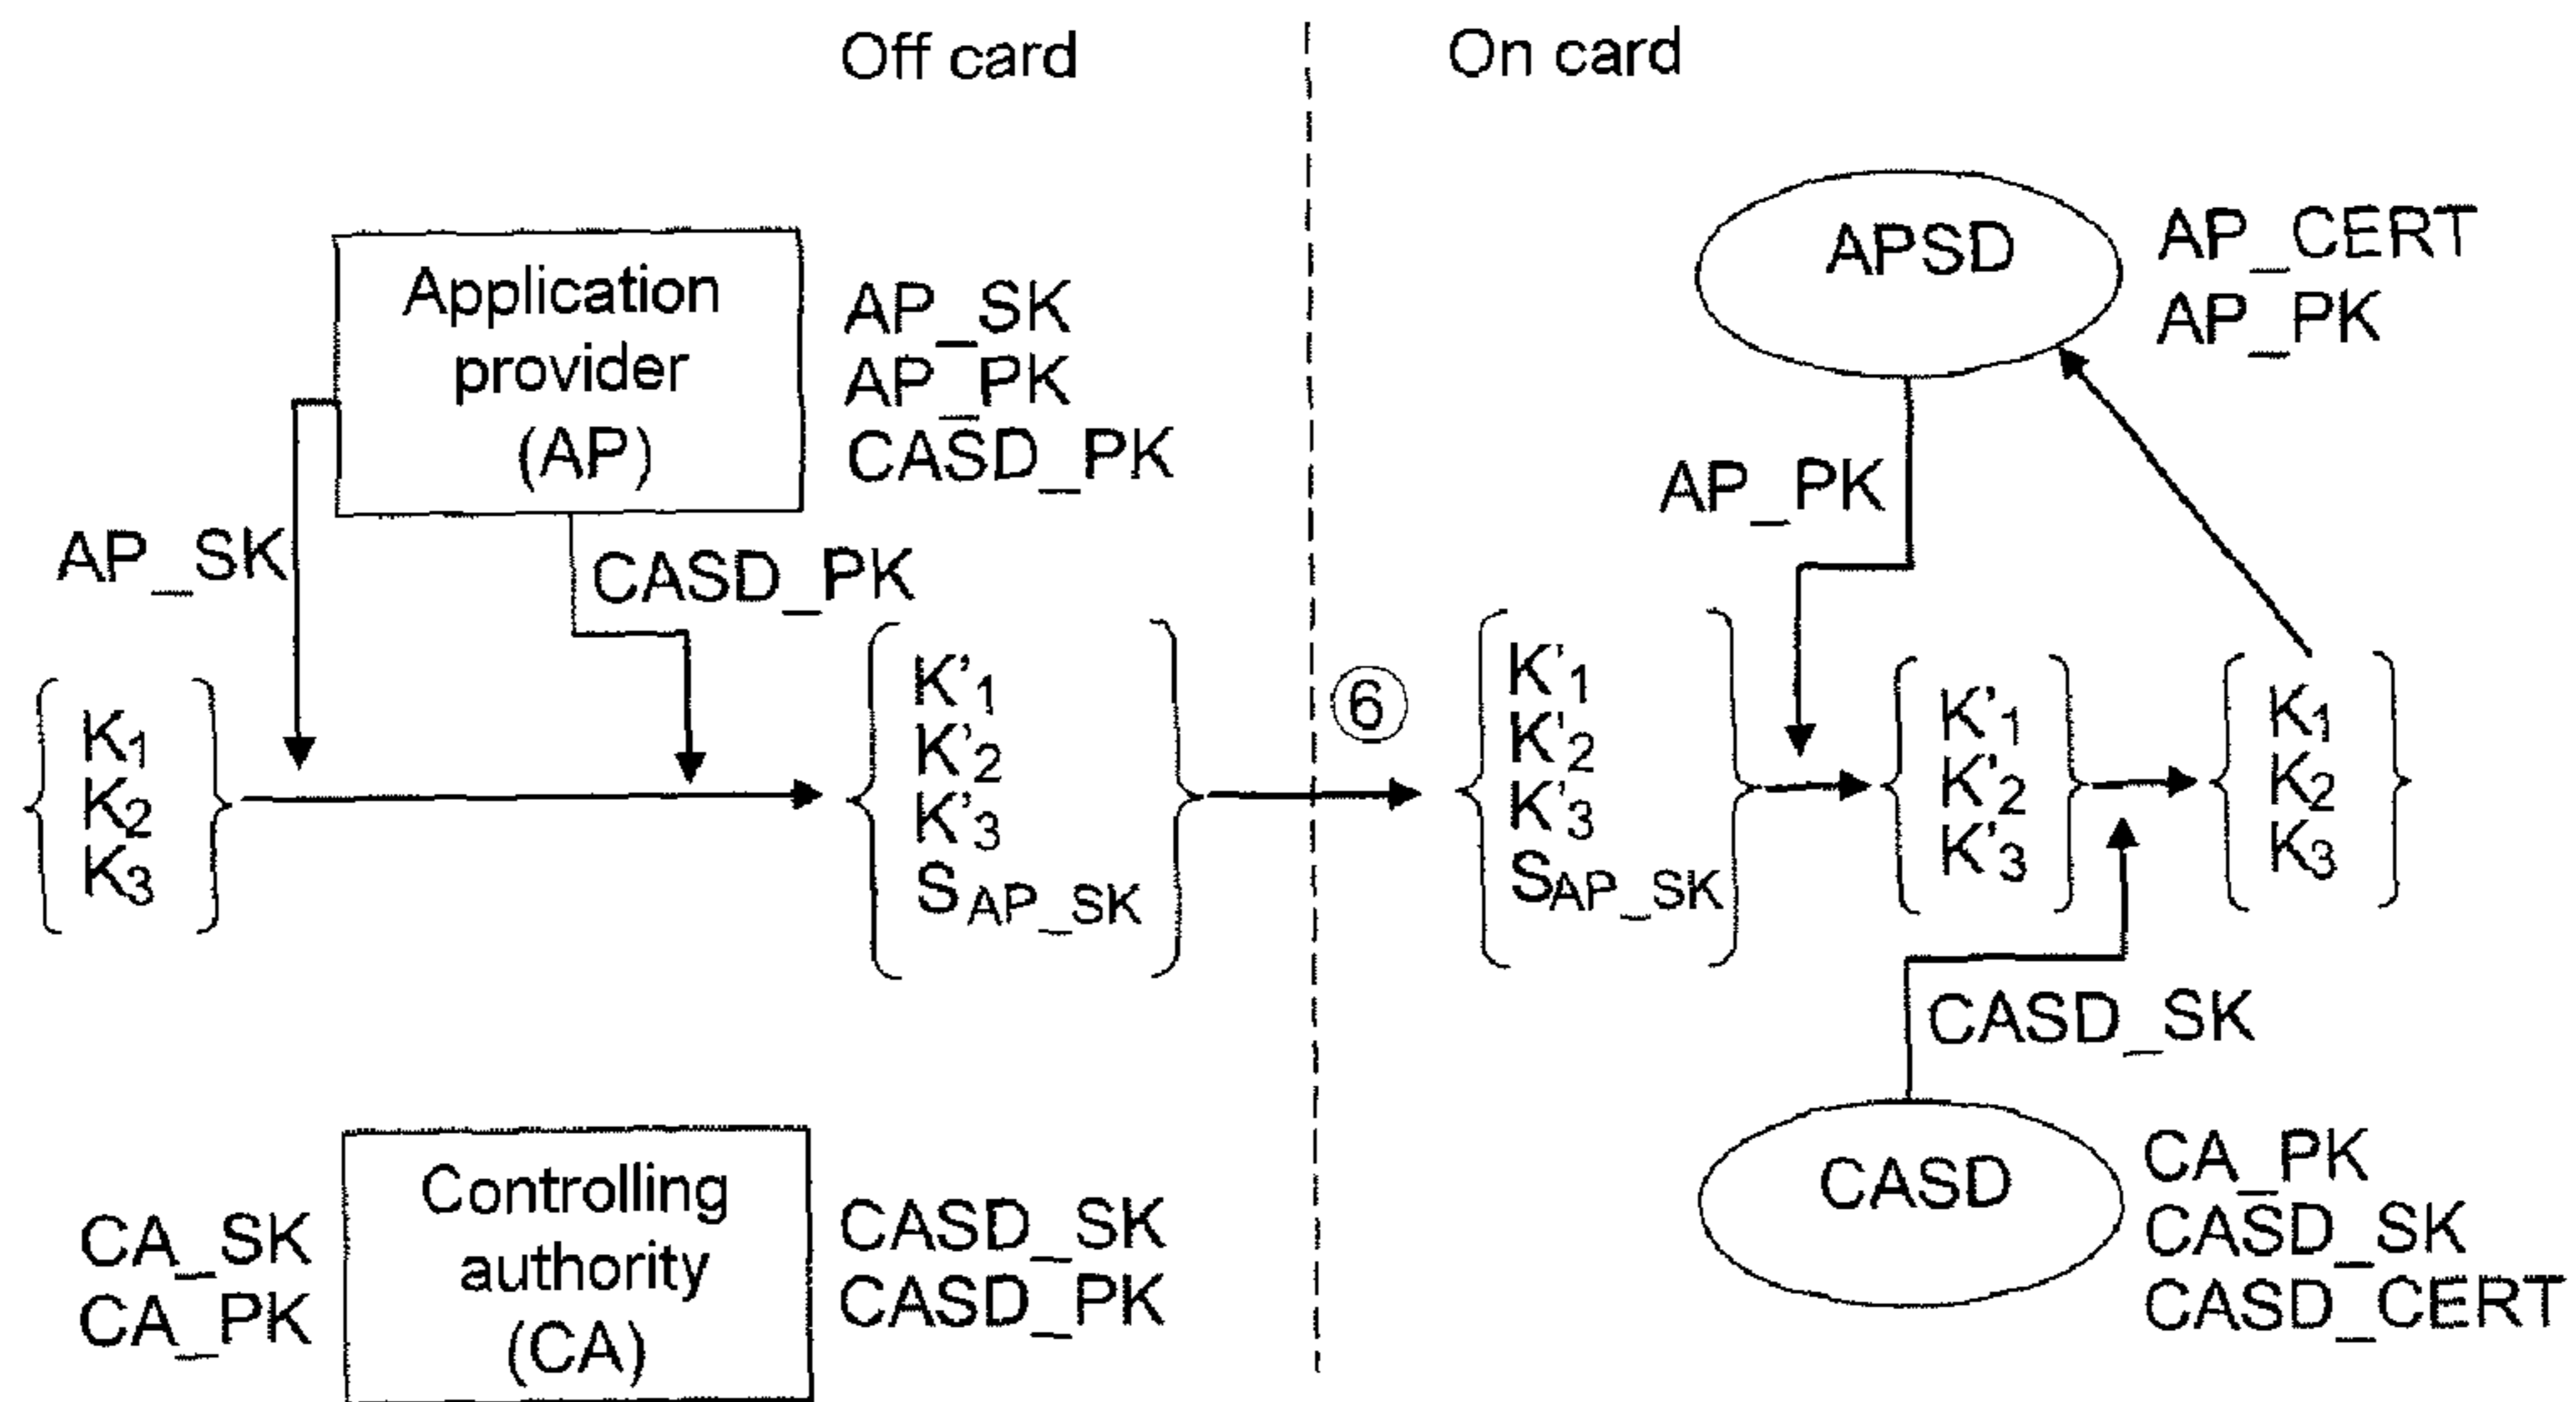 Off card
On card
Application
provider
(AP)
AP_SK
AP_PK
CASD_PK
AP_SK
CASD_PK
K1
K2
K3
K'1
K'2
K'3
SAP_SK
6
APSD
AP_CERT
AP_PK
AP_PK
K'1
K'2
K'3
SAP_SK
K'1
K'2
K'3
K1
K2
K3
CASD_SK
CASD
CA_PK
CASD_SK
CASD_CERT
CA_SK
CA_PK
Controlling
authority
(CA)
CASD_SK
CASD_PK